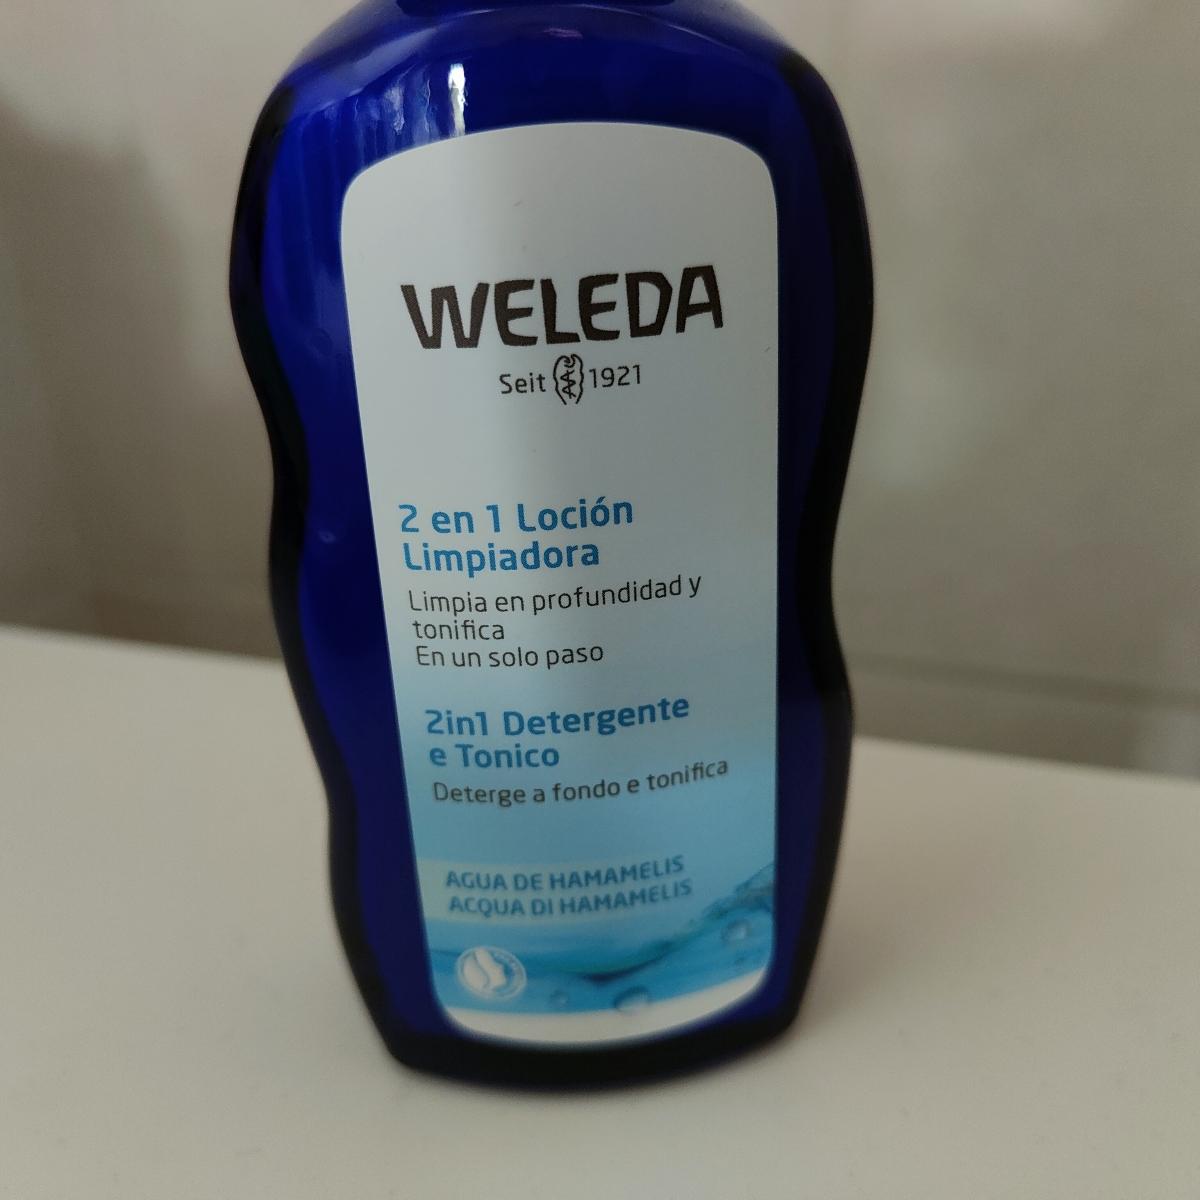 WELEDA
Seit 1921
2 en 1 Loción
Limpiadora
Limpia en profundidad y
tonifica
En un solo paso
2in1 Detergente
e Tonico
Deterge a fondo e tonifica
AGUA DE HAMAMELIS
ACQUA DI HAMAMELIS